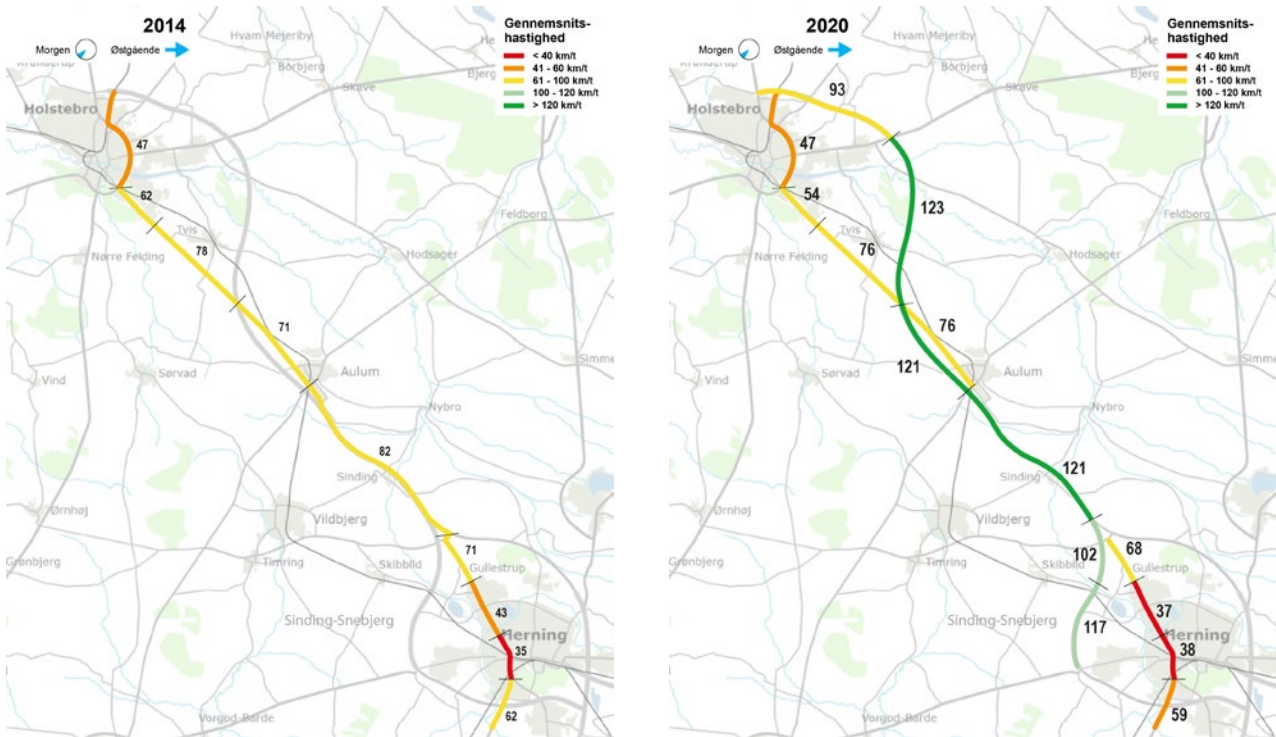 2014
Morgen
Østgående
Gennemsnits-
hastighed
< 40 km/t
41 - 60 km/t
61 - 100 km/t
100 - 120 km/t
> 120 km/t
Hvam Mejeriby
Borbjerg
Skave
Holstebro
47
62
Tvis
78
Nørre Felding
Feldborg
Hodsager
71
Aulum
Vind
Sørvad
Nybro
82
Sinding
Ørnhøj
Vildbjerg
71
Grønbjerg
Timring
Skibbild
Gullestrup
Sinding-Snebjerg
43
Herning
35
62
Vorgod-Barde
2020
Morgen
Østgående
Gennemsnits-
hastighed
< 40 km/t
41 - 60 km/t
61 - 100 km/t
100 - 120 km/t
> 120 km/t
Hvam Mejeriby
Borbjerg
Bjerg
Skave
93
Holstebro
47
54
123
Tvis
76
Nørre Felding
Feldborg
Hodsager
76
121
Aulum
Simme
Vind
Sørvad
Nybro
121
Sinding
Ørnhøj
Vildbjerg
102
68
Grønbjerg
Timring
Skibbild
Gullestrup
Sinding-Snebjerg
117
37
Herning
38
59
Vorgod-Barde